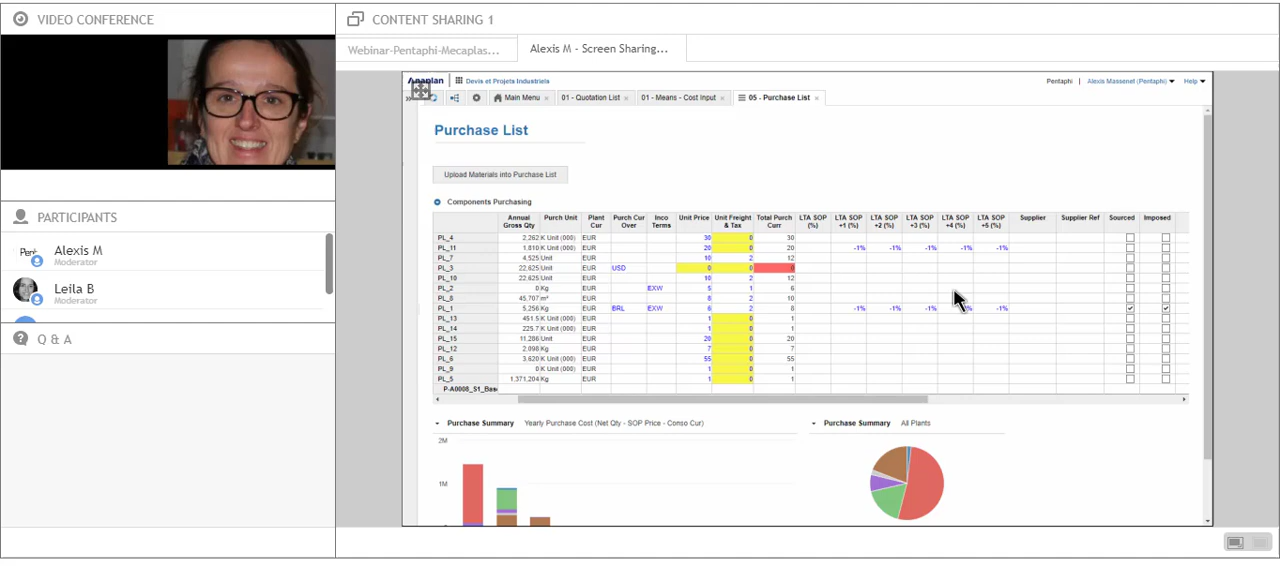 VIDEO CONFERENCE
PARTICIPANTS
Alexis M
Moderator
Leila B
Moderator
Q & A
CONTENT SHARING 1
Webinar-Pentaphi-Mecaplas...
Alexis M - Screen Sharing...
Devis et Projets Industriels
Pentaphi | Alexis Massenet (Pentaphi) Help
Main Menu × 01 - Quotation List × 01 - Means - Cost Input × 05 - Purchase List ×
Purchase List
Upload Materials into Purchase List
Components Purchasing
Annual Gross Qty Purch Unit Plant Cur Purch Cur Over Inco Terms Unit Price Unit Freight & Tax Total Purch Curr LTA SOP (%) LTA SOP +1 (%) LTA SOP +2 (%) LTA SOP +3 (%) LTA SOP +4 (%) LTA SOP +5 (%) Supplier Supplier Ref Sourced Imposed
PL_4 2,262 K Unit (000) EUR 30 0 30
PL_11 1,810 K Unit (000) EUR 20 0 20 -1% -1% -1% -1% -1%
PL_7 4,525 Unit EUR 10 2 12
PL_3 22,625 Unit EUR USD 0 0 0
PL_10 22,625 Unit EUR 10 2 12
PL_2 0 Kg EUR EXW 5 1 6
PL_8 45,707 m² EUR 8 2 10
PL_1 5,256 Kg EUR BRL EXW 6 2 8 -1% -1% -1% -1%
PL_13 451.5 K Unit (000) EUR 1 0 1
PL_14 225.7 K Unit (000) EUR 1 0 1
PL_15 11,286 Unit EUR 20 0 20
PL_12 2,098 Kg EUR 7 0 7
PL_6 3,620 K Unit (000) EUR 55 0 55
PL_9 0 K Unit (000) EUR 1 0 1
PL_5 1,371,204 Kg EUR 1 0 1
P-A0008_S1_Base
Purchase Summary Yearly Purchase Cost (Net Qty - SOP Price - Conso Cur)
2M
1M
Purchase Summary All Plants